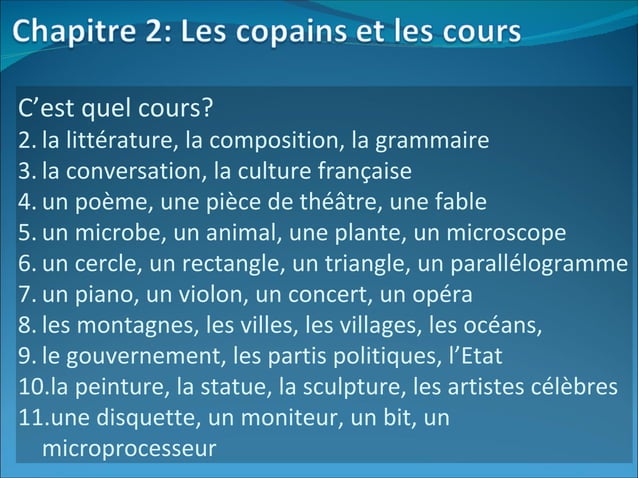 Chapitre 2: Les copains et les cours
C’est quel cours?
2. la littérature, la composition, la grammaire
3. la conversation, la culture française
4. un poème, une pièce de théâtre, une fable
5. un microbe, un animal, une plante, un microscope
6. un cercle, un rectangle, un triangle, un parallélogramme
7. un piano, un violon, un concert, un opéra
8. les montagnes, les villes, les villages, les océans,
9. le gouvernement, les partis politiques, l’Etat
10.la peinture, la statue, la sculpture, les artistes célèbres
11.une disquette, un moniteur, un bit, un
microprocesseur